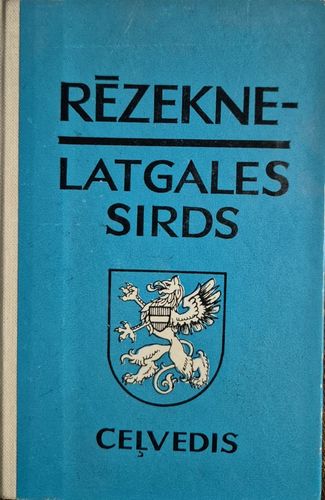 RĒZEKNE-
LATGALES
SIRDS
CEĻVEDIS